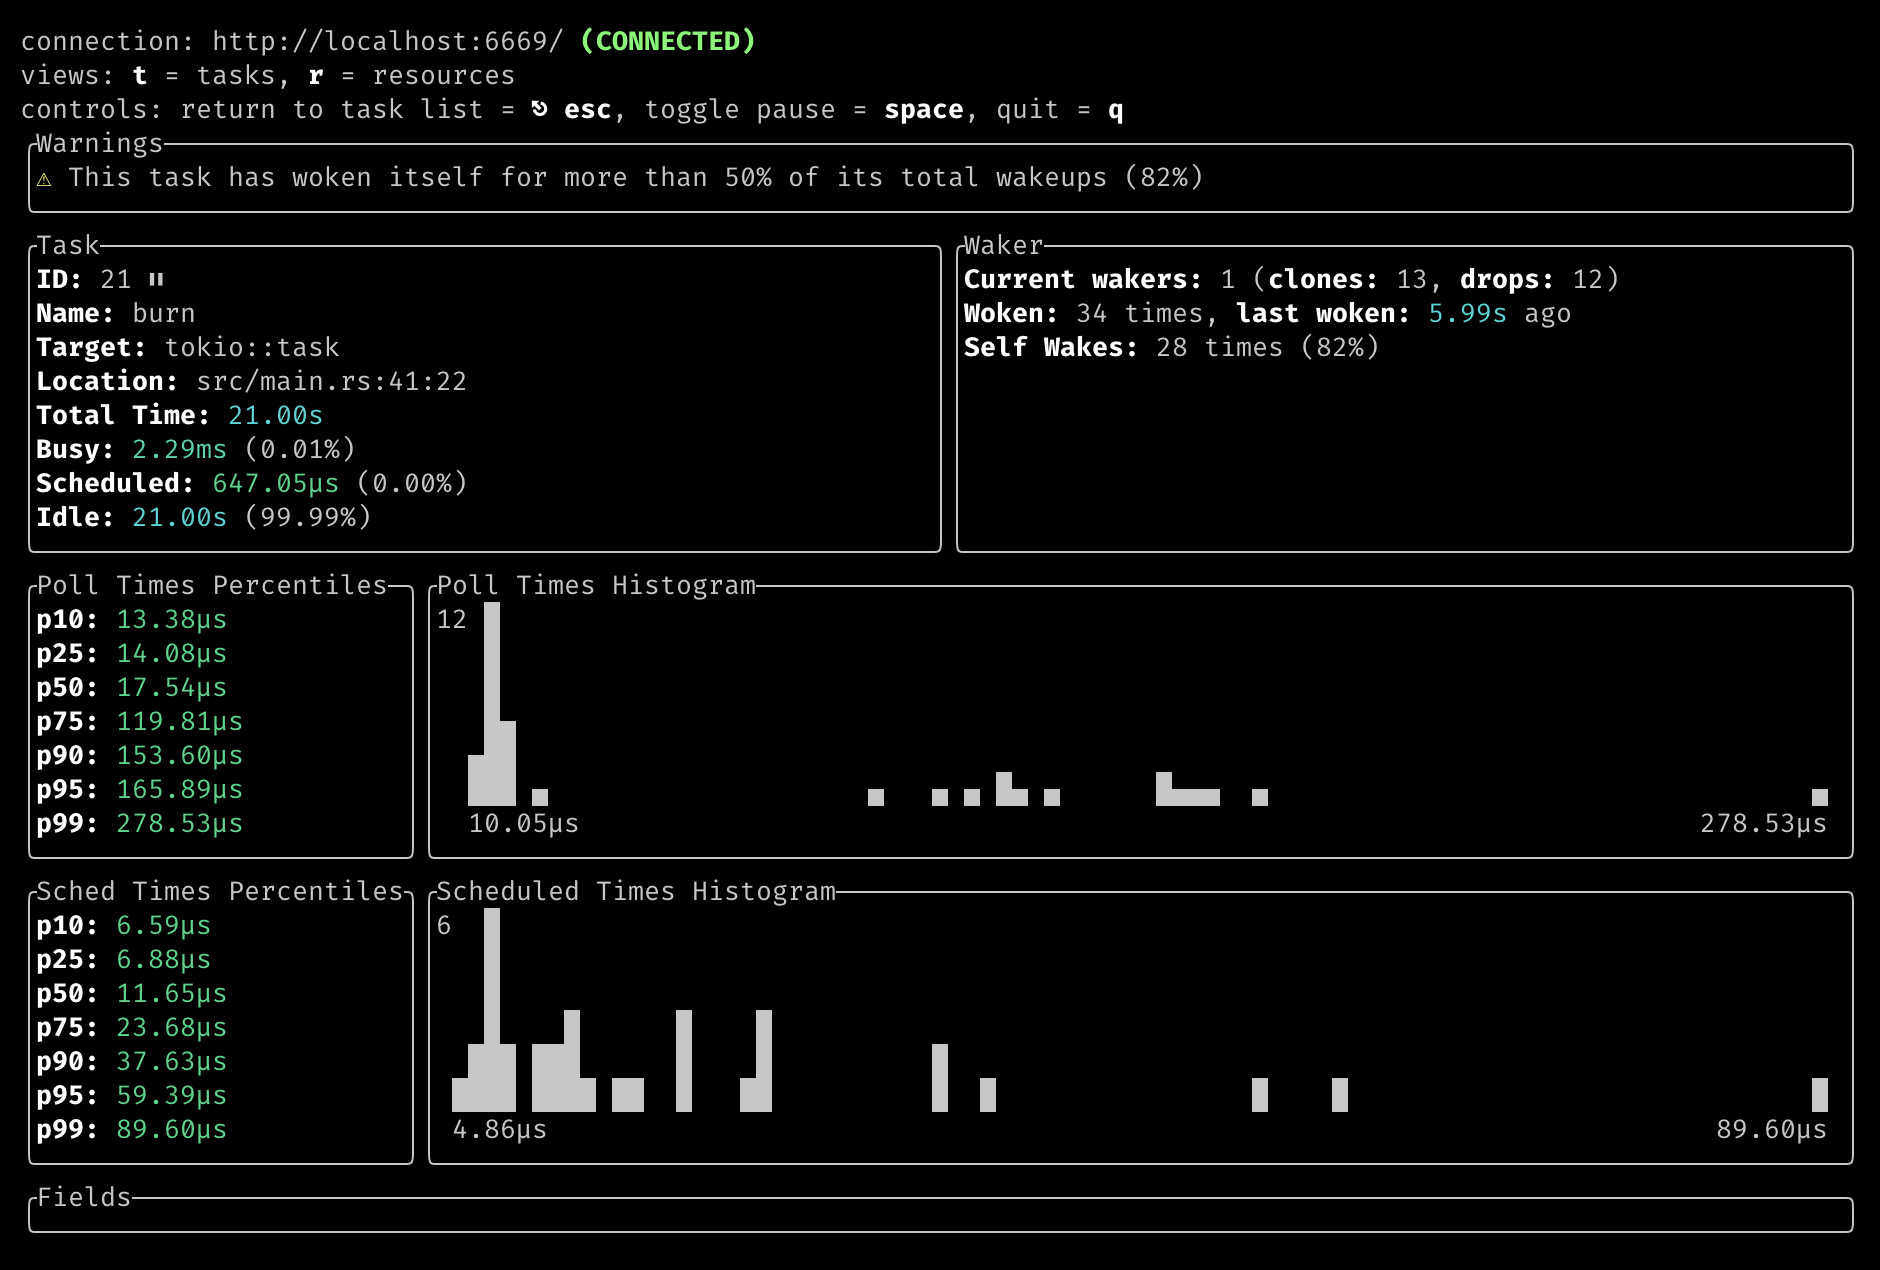 connection: http://localhost:6669/ (CONNECTED)
views: t = tasks, r = resources
controls: return to task list = ⎋ esc, toggle pause = space, quit = q
Warnings
⚠ This task has woken itself for more than 50% of its total wakeups (82%)
Task
ID: 21 ⏸
Name: burn
Target: tokio::task
Location: src/main.rs:41:22
Total Time: 21.00s
Busy: 2.29ms (0.01%)
Scheduled: 647.05µs (0.00%)
Idle: 21.00s (99.99%)
Waker
Current wakers: 1 (clones: 13, drops: 12)
Woken: 34 times, last woken: 5.99s ago
Self Wakes: 28 times (82%)
Poll Times Percentiles
p10: 13.38µs
p25: 14.08µs
p50: 17.54µs
p75: 119.81µs
p90: 153.60µs
p95: 165.89µs
p99: 278.53µs
Poll Times Histogram
12
10.05µs 278.53µs
Sched Times Percentiles
p10: 6.59µs
p25: 6.88µs
p50: 11.65µs
p75: 23.68µs
p90: 37.63µs
p95: 59.39µs
p99: 89.60µs
Scheduled Times Histogram
6
4.86µs 89.60µs
Fields